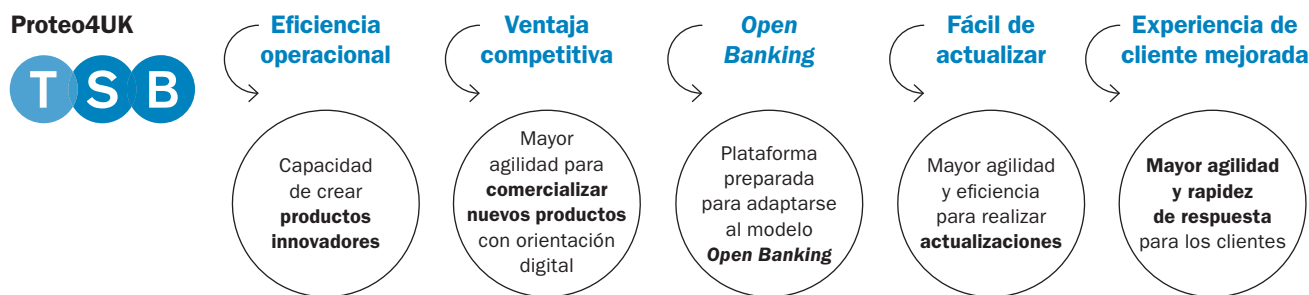 Proteo4UK
TSB
Eficiencia
operacional
Capacidad
de crear
productos
innovadores
Ventaja
competitiva
Mayor
agilidad para
comercializar
nuevos productos
con orientación
digital
Open
Banking
Plataforma
preparada
para adaptarse
al modelo
Open Banking
Fácil de
actualizar
Mayor agilidad
y eficiencia
para realizar
actualizaciones
Experiencia de
cliente mejorada
Mayor agilidad
y rapidez
de respuesta
para los clientes